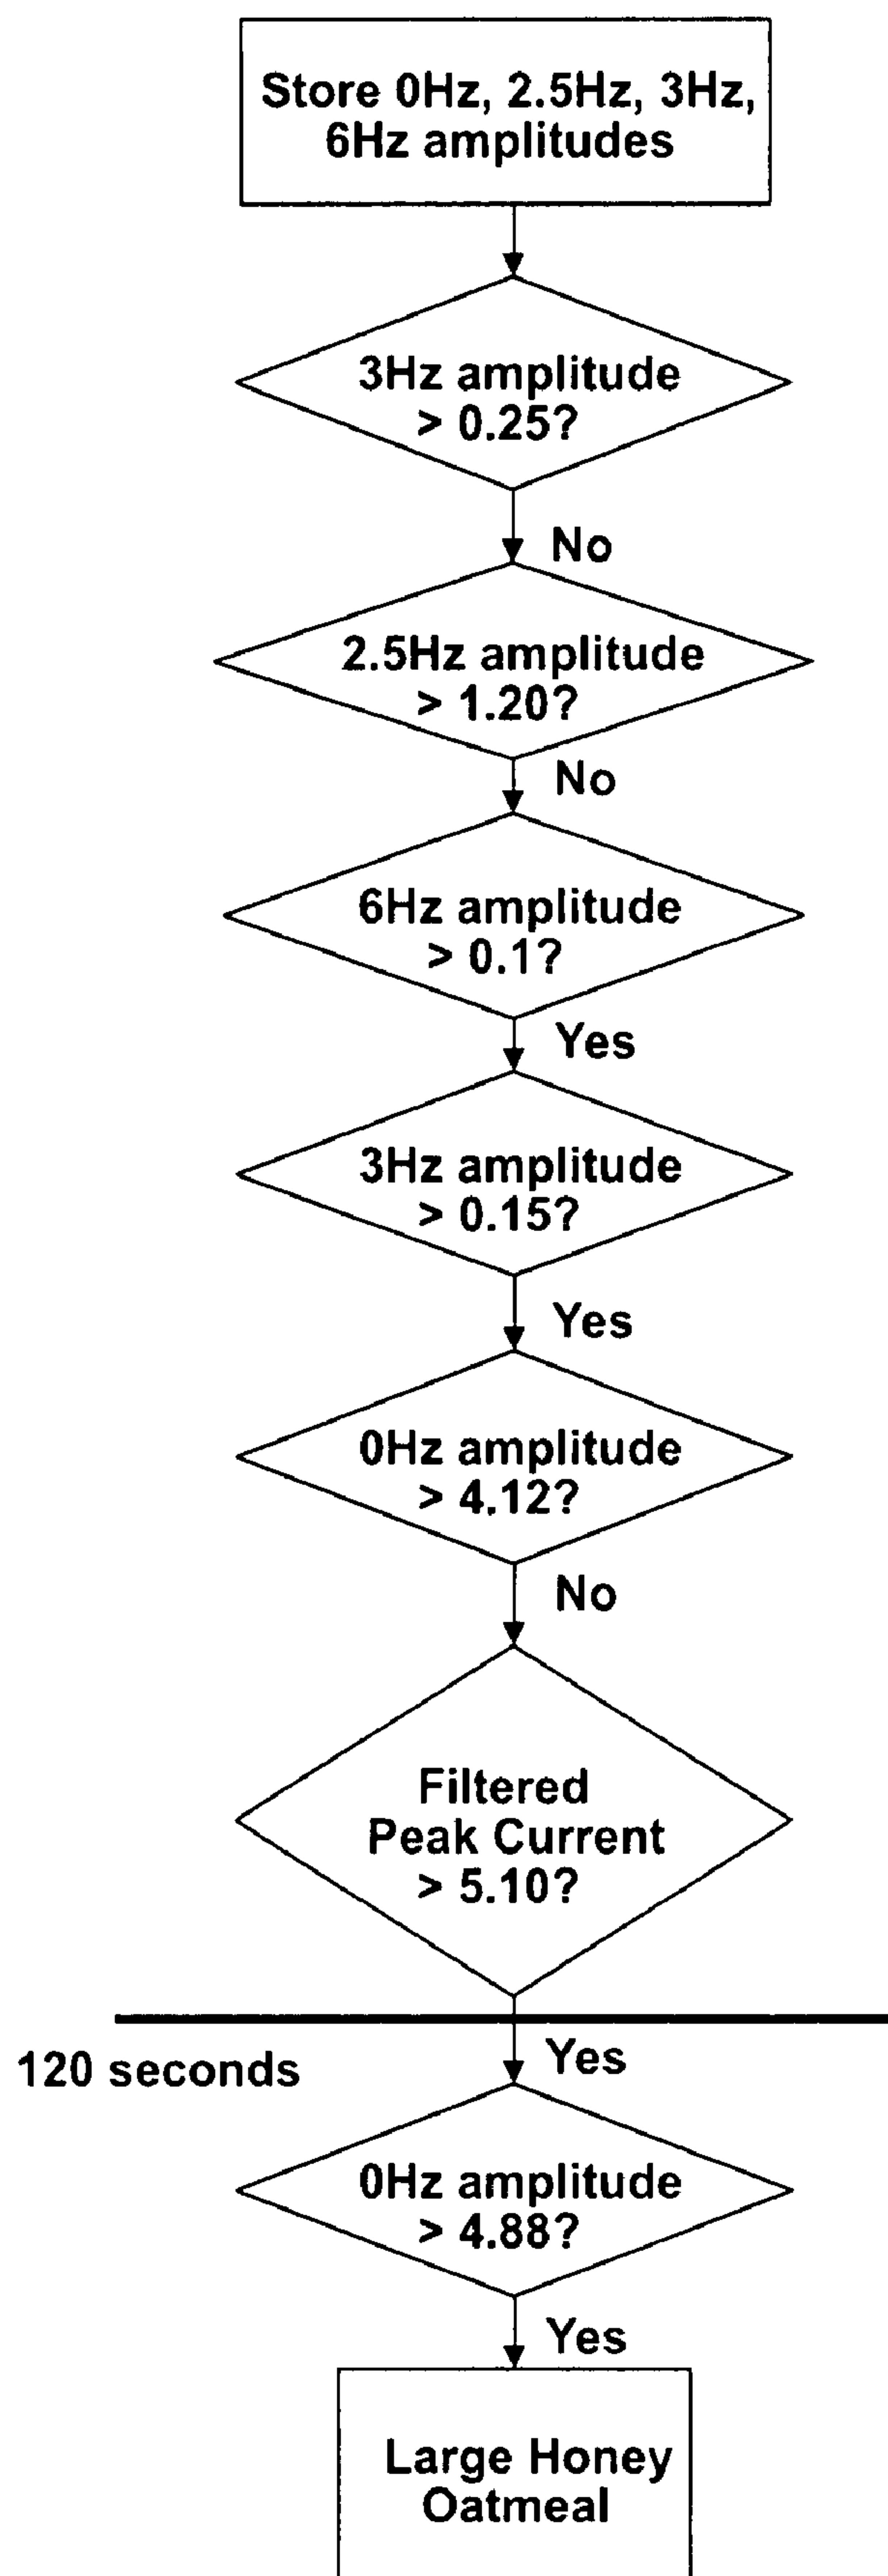 Store 0Hz, 2.5Hz, 3Hz,
6Hz amplitudes
3Hz amplitude
> 0.25?
No
2.5Hz amplitude
> 1.20?
No
6Hz amplitude
> 0.1?
Yes
3Hz amplitude
> 0.15?
Yes
0Hz amplitude
> 4.12?
No
Filtered
Peak Current
> 5.10?
Yes
120 seconds
0Hz amplitude
> 4.88?
Yes
Large Honey
Oatmeal